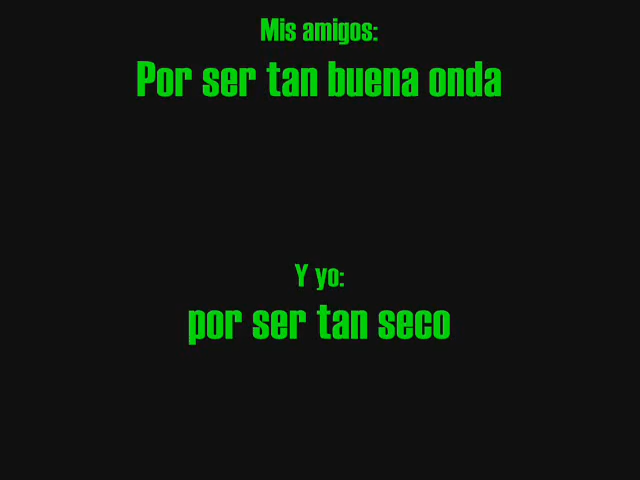 Mis amigos:
Por ser tan buena onda
Y yo:
por ser tan seco